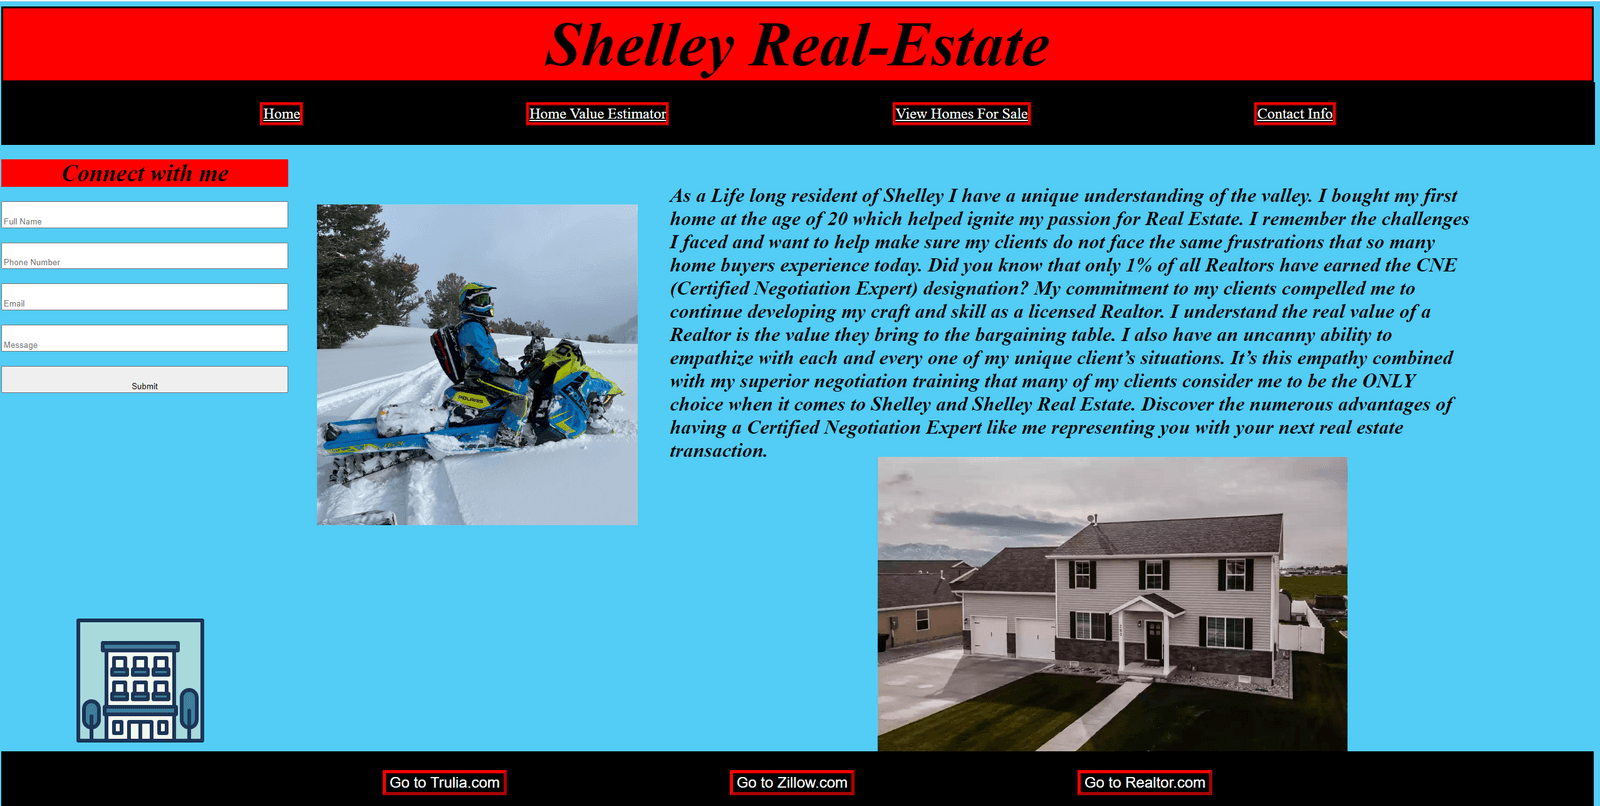 Shelley Real-Estate
Home
Home Value Estimator
View Homes For Sale
Contact Info
Connect with me
Full Name
Phone Number
Email
Message
Submit
POLARIS
As a Life long resident of Shelley I have a unique understanding of the valley. I bought my first
home at the age of 20 which helped ignite my passion for Real Estate. I remember the challenges
I faced and want to help make sure my clients do not face the same frustrations that so many
home buyers experience today. Did you know that only 1% of all Realtors have earned the CNE
(Certified Negotiation Expert) designation? My commitment to my clients compelled me to
continue developing my craft and skill as a licensed Realtor. I understand the real value of a
Realtor is the value they bring to the bargaining table. I also have an uncanny ability to
empathize with each and every one of my unique client’s situations. It’s this empathy combined
with my superior negotiation training that many of my clients consider me to be the ONLY
choice when it comes to Shelley and Shelley Real Estate. Discover the numerous advantages of
having a Certified Negotiation Expert like me representing you with your next real estate
transaction.
Go to Trulia.com
Go to Zillow.com
Go to Realtor.com